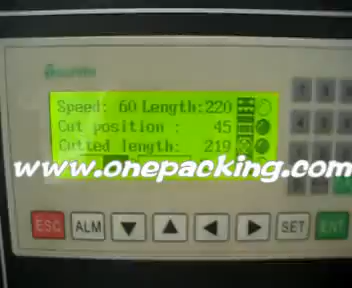 Speed: 60 Length:220
Cut position : 45
Cutted length: 219
www.onepacking.com
ESC ALM SET ENT